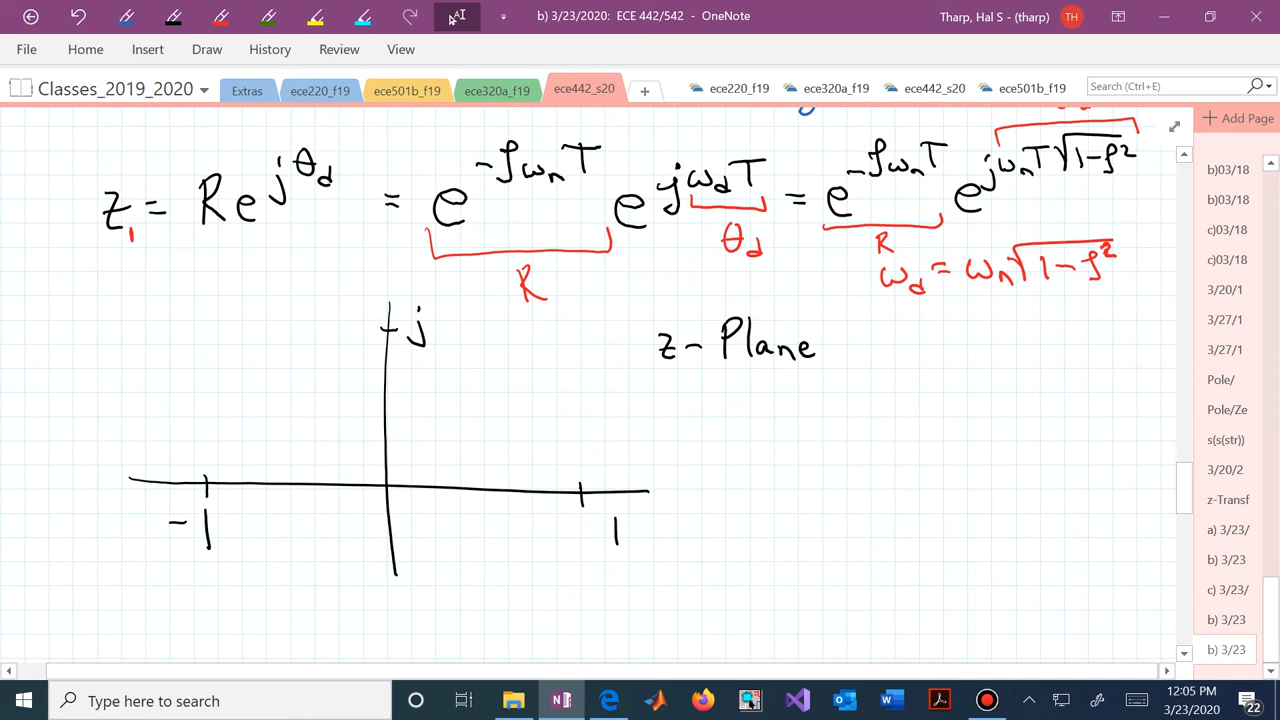 b) 3/23/2020: ECE 442/542 - OneNote
Tharp, Hal S - (tharp) TH
File Home Insert Draw History Review View
Classes_2019_2020 Extras ece220_f19 ece501b_f19 ece320a_f19 ece442_s20 ece220_f19 ece320a_f19 ece442_s20 ece501b_f19 Search (Ctrl+E)
Add Page
z₁ = Re^{jθ_d} = e^{-ζω_nT} e^{jω_dT} = e^{-ζω_nT} e^{jω_nT√(1-ζ²)}
R θ_d R
ω_d = ω_n√(1-ζ²)
j
z - Plane
-1 1
b)03/18
b)03/18
c)03/18
c)03/18
3/20/1
3/27/1
3/27/1
Pole/
Pole/Ze
s(s(str))
3/20/2
z-Transf
a) 3/23/
b) 3/23
c) 3/23/
b) 3/23
b) 3/23
Type here to search
12:05 PM
3/23/2020
22